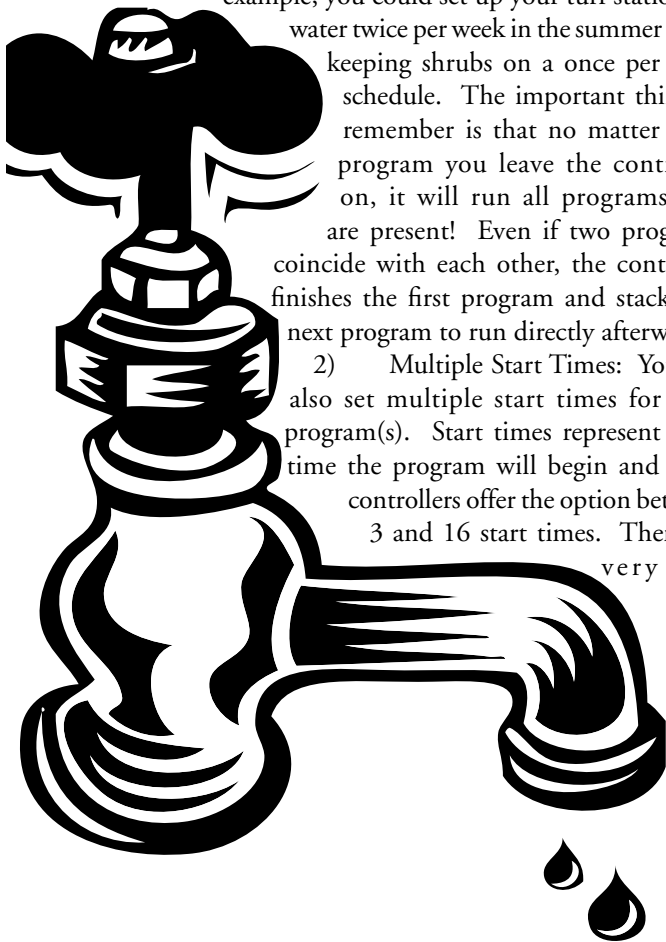 example, you could set up your turf statio
water twice per week in the summer
keeping shrubs on a once per
schedule. The important thi
remember is that no matter
program you leave the cont
on, it will run all programs
are present! Even if two prog
coincide with each other, the cont
finishes the first program and stack
next program to run directly afterw
2) Multiple Start Times: Yo
also set multiple start times for
program(s). Start times represent
time the program will begin and
controllers offer the option bet
3 and 16 start times. Ther
very